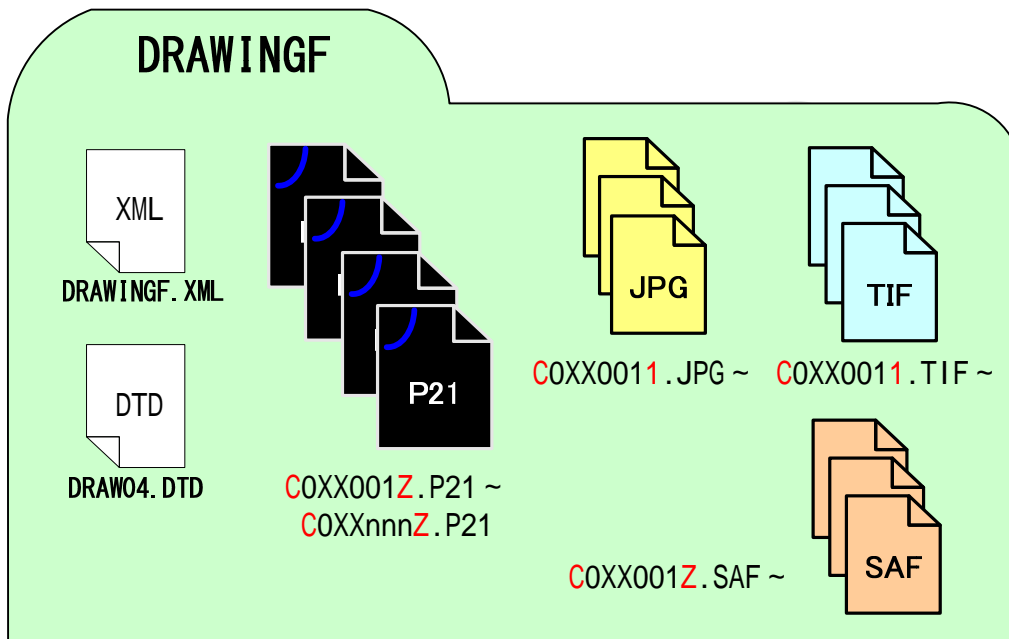 DRAWINGF
XML
DRAWINGF.XML
DTD
DRAW04.DTD
P21
C0XX001Z.P21 ~
C0XXnnnZ.P21
JPG
C0XX0011.JPG ~
TIF
C0XX0011.TIF ~
SAF
C0XX001Z.SAF ~